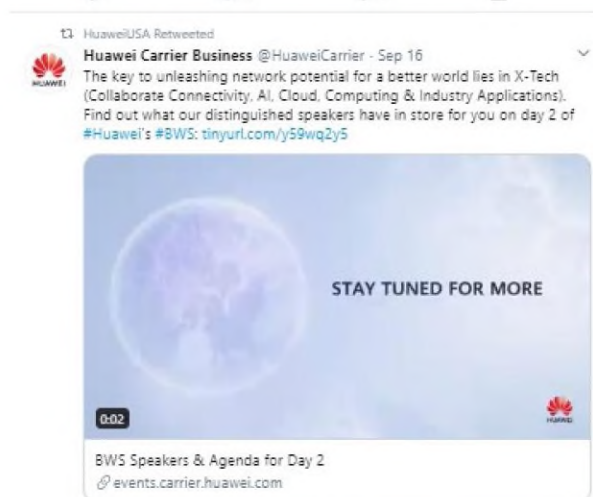 HuaweiUSA Retweeted
Huawei Carrier Business @HuaweiCarrier · Sep 16
The key to unleashing network potential for a better world lies in X-Tech
(Collaborate Connectivity, AI, Cloud, Computing & Industry Applications).
Find out what our distinguished speakers have in store for you on day 2 of
#Huawei's #BWS: tinyurl.com/y59wq2y5
HUAWEI
STAY TUNED FOR MORE
0:02
HUAWEI
BWS Speakers & Agenda for Day 2
events.carrier.huawei.com